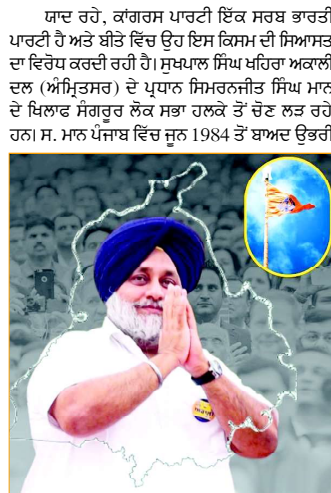 ਯਾਦ ਰਹੇ, ਕਾਂਗਰਸ ਪਾਰਟੀ ਇੱਕ ਸਰਬ ਭਾਰਤੀ
ਪਾਰਟੀ ਹੈ ਅਤੇ ਬੀਤੇ ਵਿੱਚ ਉਹ ਇਸ ਕਿਸਮ ਦੀ ਸਿਆਸਤ
ਦਾ ਵਿਰੋਧ ਕਰਦੀ ਰਹੀ ਹੈ। ਸੁਖਪਾਲ ਸਿੰਘ ਖਹਿਰਾ ਅਕਾਲੀ
ਦਲ (ਅੰਮ੍ਰਿਤਸਰ) ਦੇ ਪ੍ਰਧਾਨ ਸਿਮਰਨਜੀਤ ਸਿੰਘ ਮਾਨ
ਦੇ ਖਿਲਾਫ ਸੰਗਰੂਰ ਲੋਕ ਸਭਾ ਹਲਕੇ ਤੋਂ ਚੋਣ ਲੜ ਰਹੇ
ਹਨ। ਸ. ਮਾਨ ਪੰਜਾਬ ਵਿੱਚ ਜੂਨ 1984 ਤੋਂ ਬਾਅਦ ਉਭਰੀ